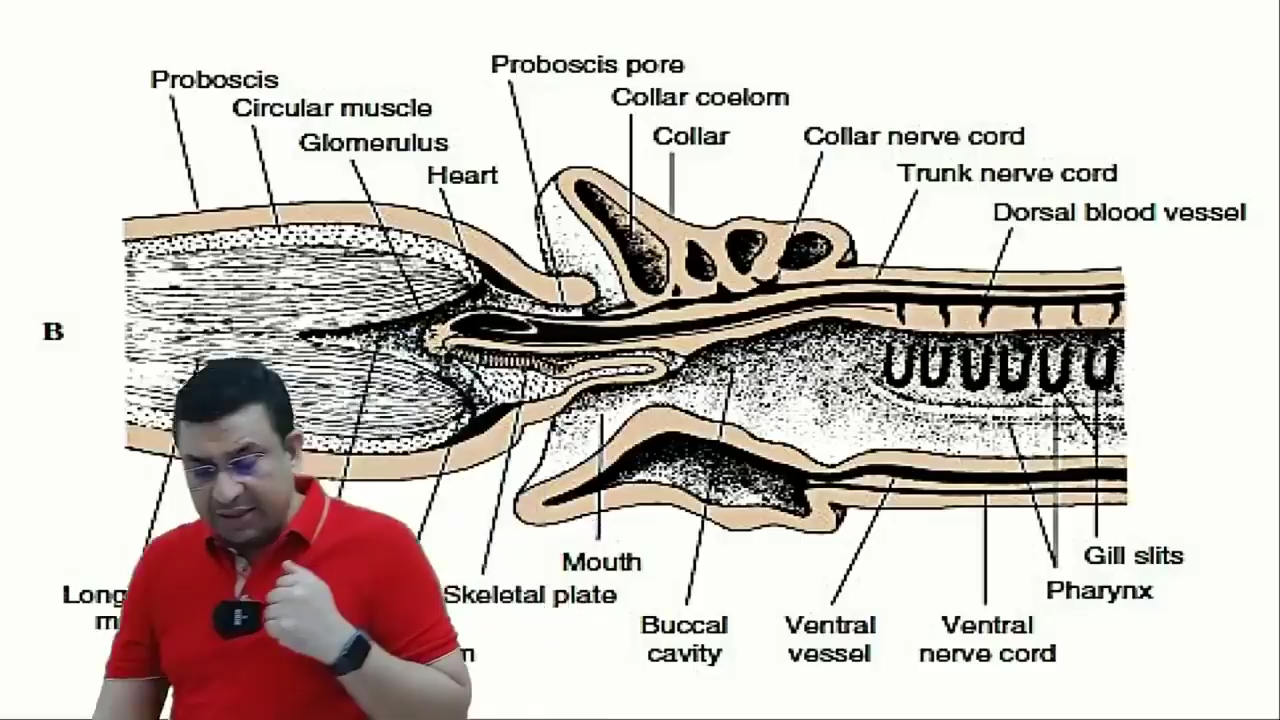 Proboscis
Circular muscle
Glomerulus
Heart
Proboscis pore
Collar coelom
Collar
Collar nerve cord
Trunk nerve cord
Dorsal blood vessel
B
Mouth
Skeletal plate
Buccal
cavity
Ventral
vessel
Ventral
nerve cord
Gill slits
Pharynx